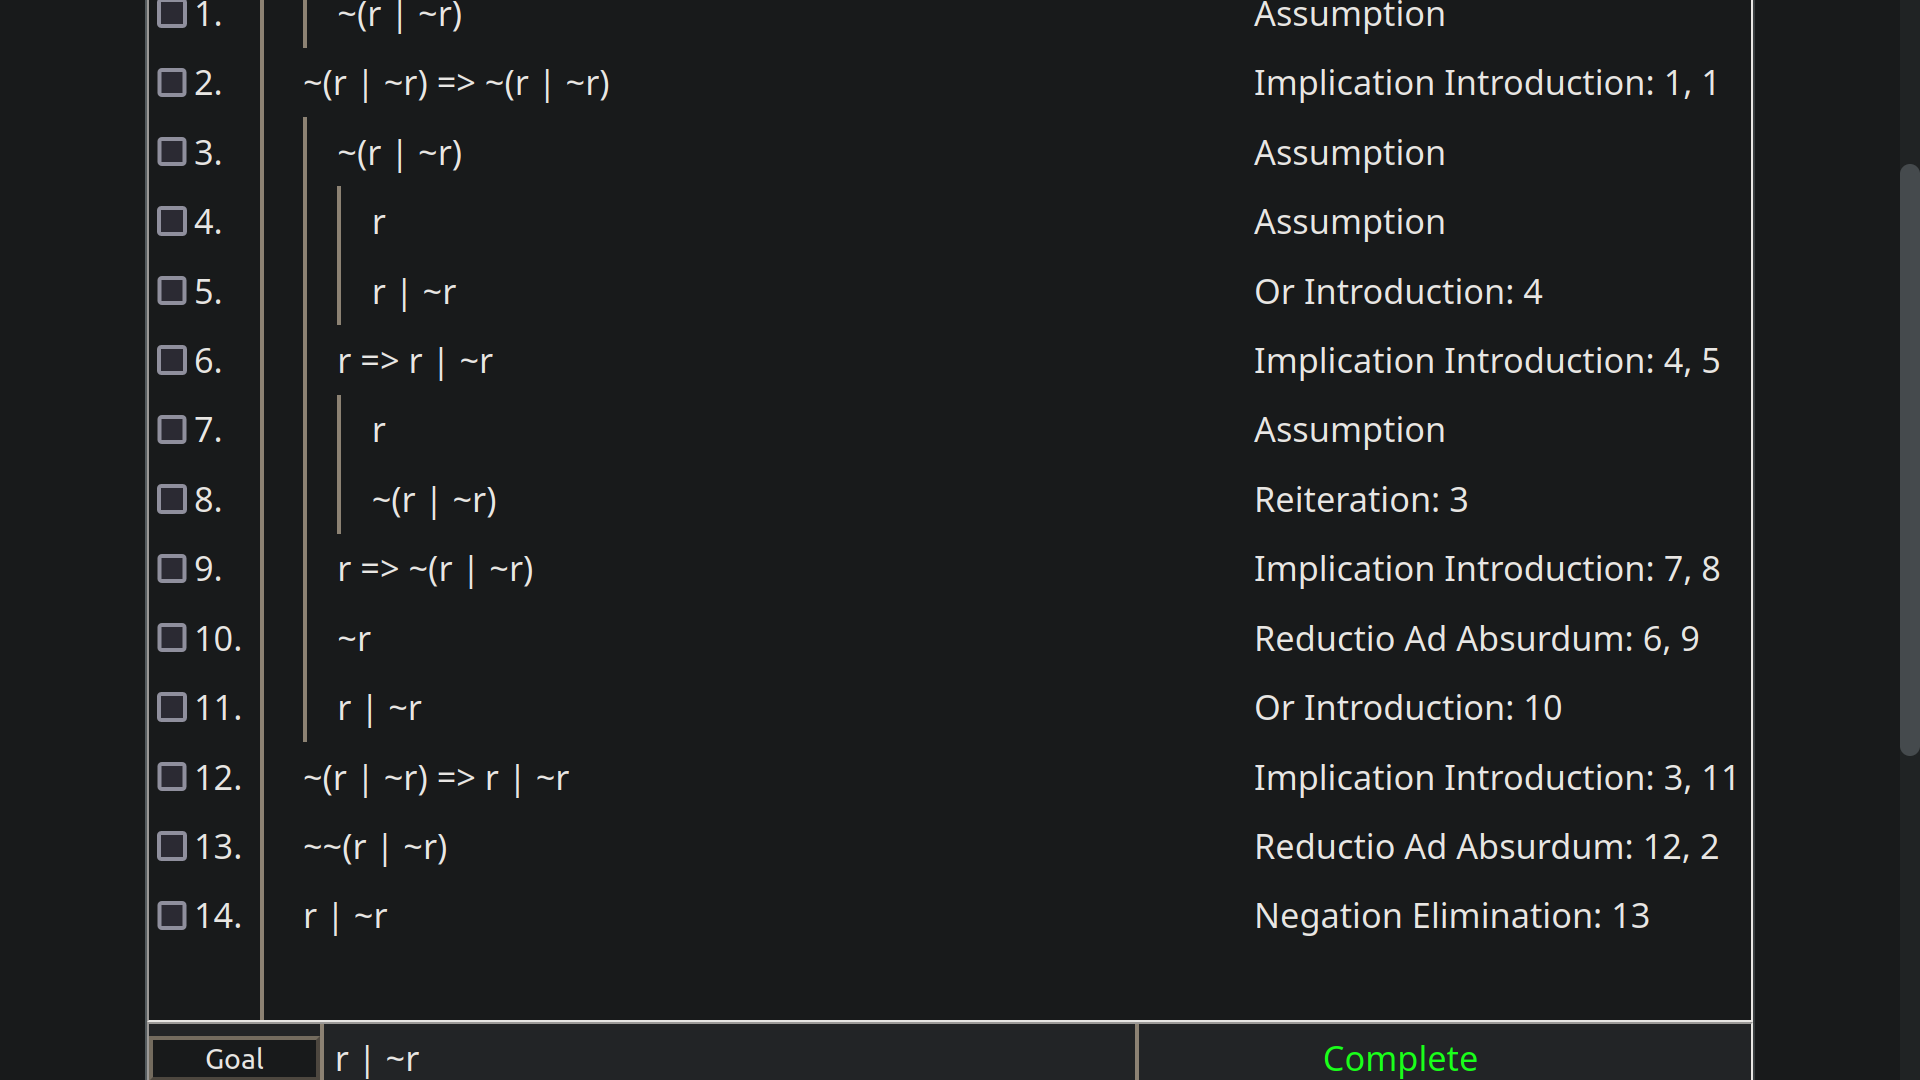 1. ~(r | ~r) Assumption
2. ~(r | ~r) => ~(r | ~r) Implication Introduction: 1, 1
3. ~(r | ~r) Assumption
4. r Assumption
5. r | ~r Or Introduction: 4
6. r => r | ~r Implication Introduction: 4, 5
7. r Assumption
8. ~(r | ~r) Reiteration: 3
9. r => ~(r | ~r) Implication Introduction: 7, 8
10. ~r Reductio Ad Absurdum: 6, 9
11. r | ~r Or Introduction: 10
12. ~(r | ~r) => r | ~r Implication Introduction: 3, 11
13. ~~(r | ~r) Reductio Ad Absurdum: 12, 2
14. r | ~r Negation Elimination: 13
Goal r | ~r Complete